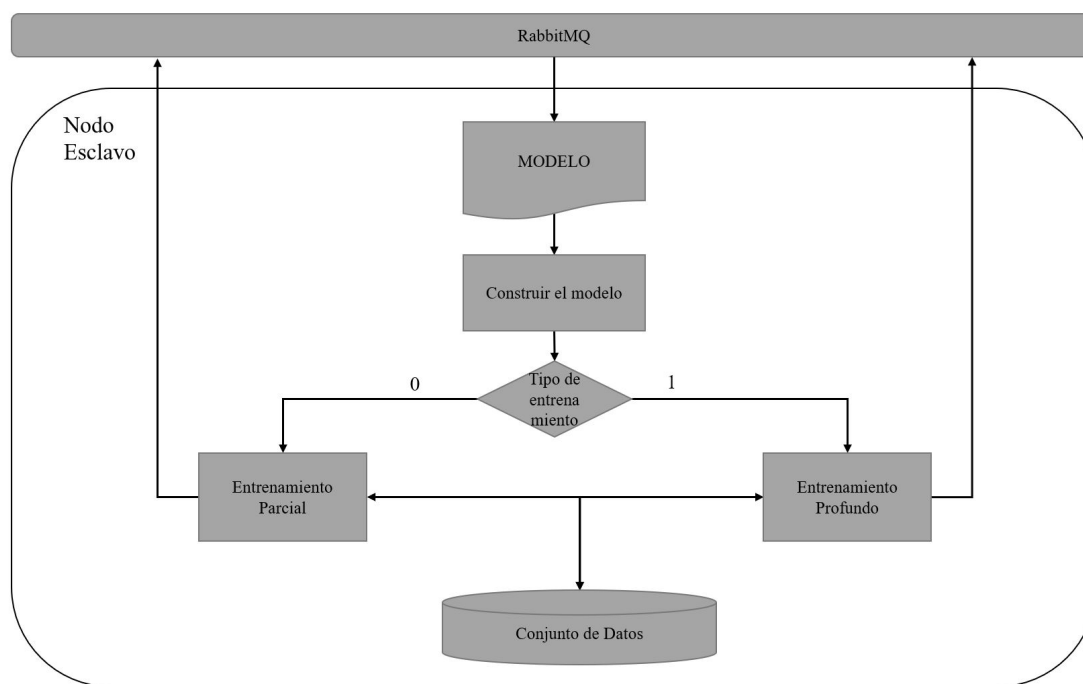 RabbitMQ
Nodo
Esclavo
MODELO
Construir el modelo
Tipo de
entrena
miento
0
1
Entrenamiento
Parcial
Entrenamiento
Profundo
Conjunto de Datos